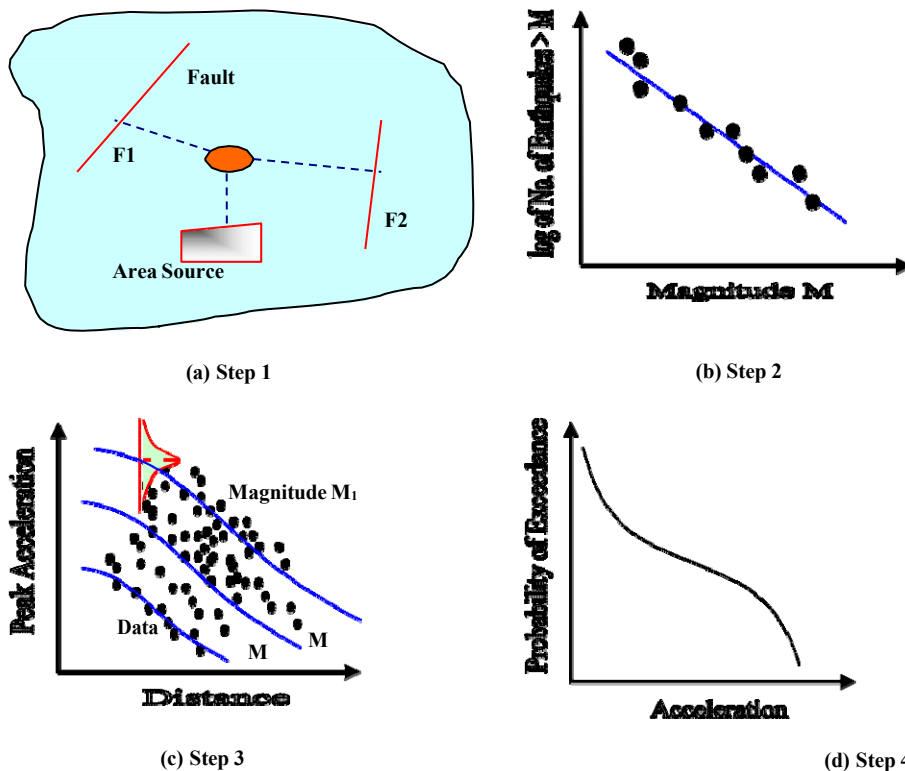 Fault
F1
F2
Area Source
(a) Step 1
log of No. of Earthquakes > M
Magnitude M
(b) Step 2
Peak Acceleration
Magnitude M1
Data
M
M
Distance
(c) Step 3
Probability of Exceedance
Acceleration
(d) Step 4